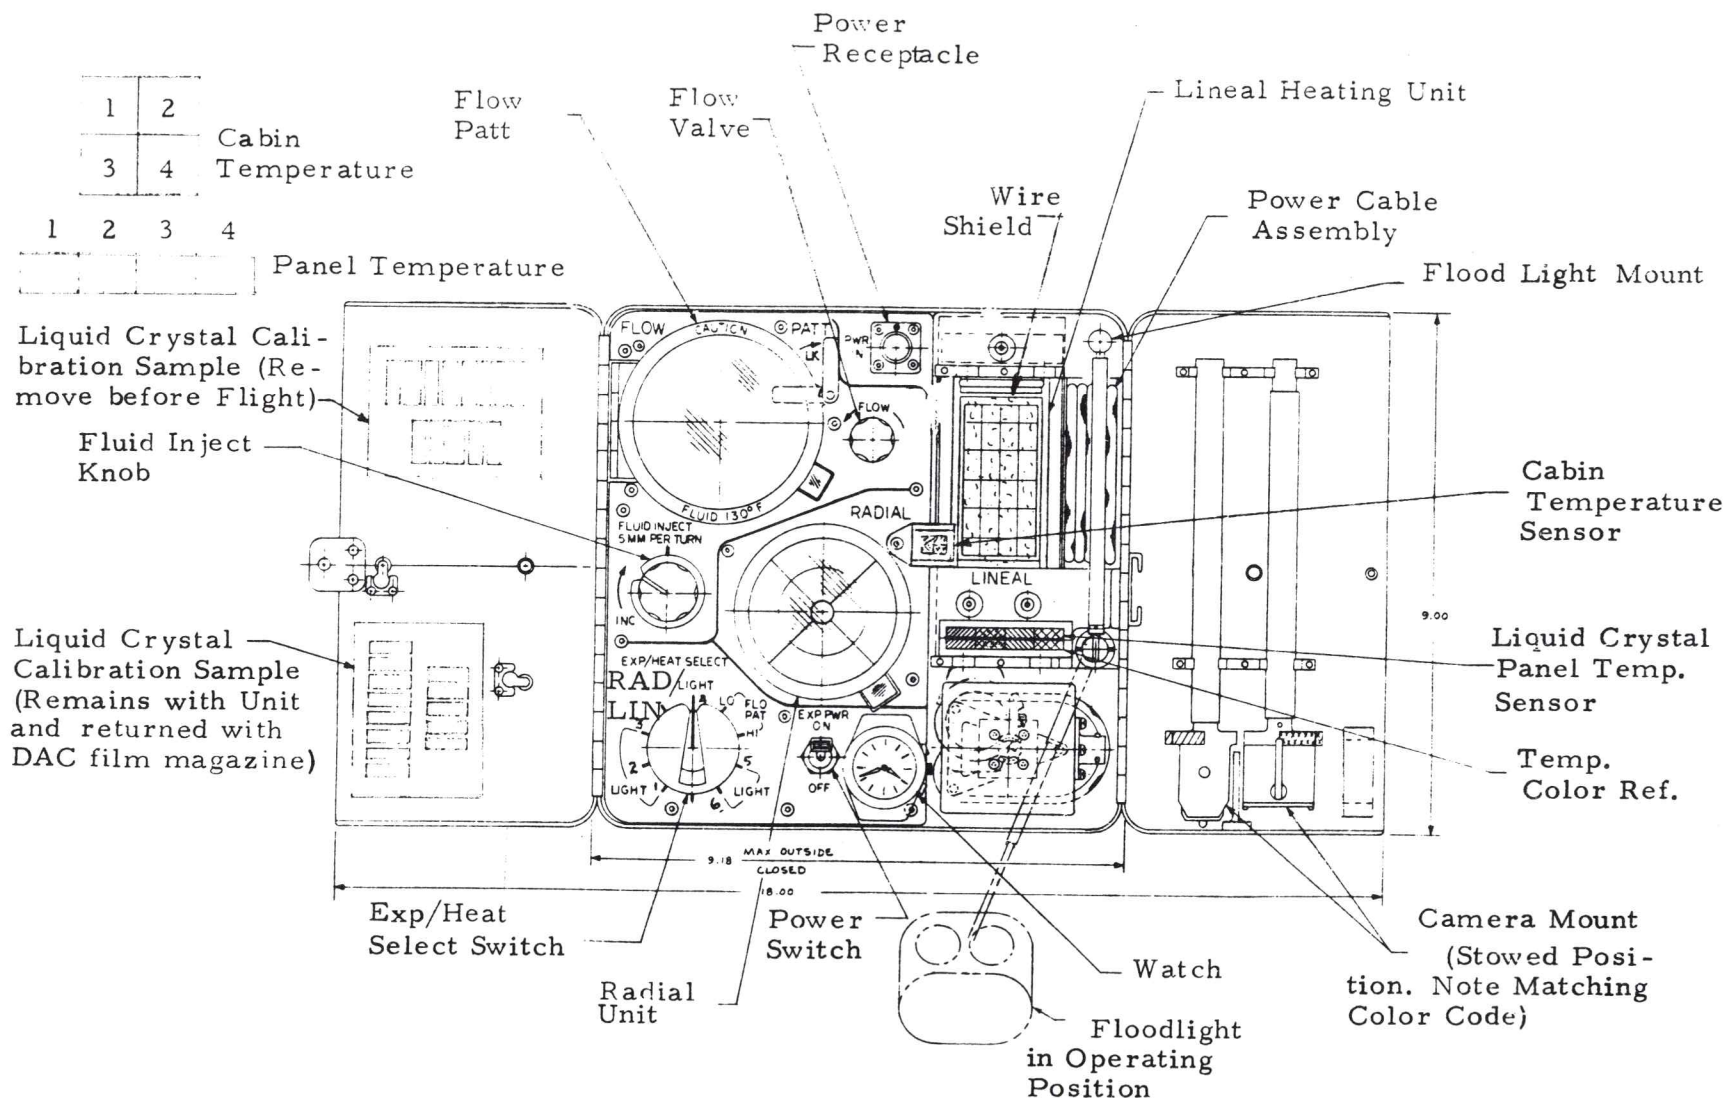 Power
Receptacle
Flow
Patt
Flow
Valve
Lineal Heating Unit
1 2
3 4
Cabin
Temperature
Wire
Shield
Power Cable
Assembly
1 2 3 4
Panel Temperature
Flood Light Mount
Liquid Crystal Cali-
bration Sample (Re-
move before Flight)
Fluid Inject
Knob
FLOW
CAUTION
PATT
LK
PWR
IN
FLOW
FLUID 130° F
RADIAL
FLUID INJECT
5 MM PER TURN
INC
LINEAL
Cabin
Temperature
Sensor
9.00
Liquid Crystal
Calibration Sample
(Remains with Unit
and returned with
DAC film magazine)
Liquid Crystal
Panel Temp.
Sensor
Temp.
Color Ref.
EXP/HEAT SELECT
RAD/
LIN
LIGHT
4
LO
FLO
PAT
HI
3
2
LIGHT
1
5
LIGHT
6
EXP PWR
ON
OFF
9.18 MAX OUTSIDE
CLOSED
18.00
Exp/Heat
Select Switch
Radial
Unit
Power
Switch
Watch
Floodlight
in Operating
Position
Camera Mount
(Stowed Posi-
tion. Note Matching
Color Code)